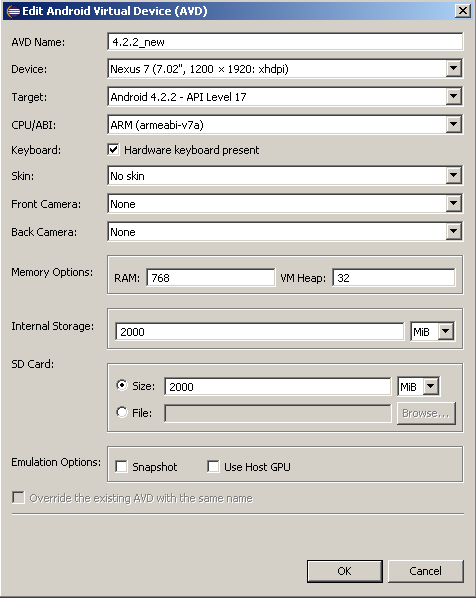 Edit Android Virtual Device (AVD)
AVD Name: 4.2.2_new
Device: Nexus 7 (7.02", 1200 × 1920: xhdpi)
Target: Android 4.2.2 - API Level 17
CPU/ABI: ARM (armeabi-v7a)
Keyboard: Hardware keyboard present
Skin: No skin
Front Camera: None
Back Camera: None
Memory Options: RAM: 768 VM Heap: 32
Internal Storage: 2000 MiB
SD Card:
Size: 2000 MiB
File: Browse...
Emulation Options: Snapshot Use Host GPU
Override the existing AVD with the same name
OK Cancel